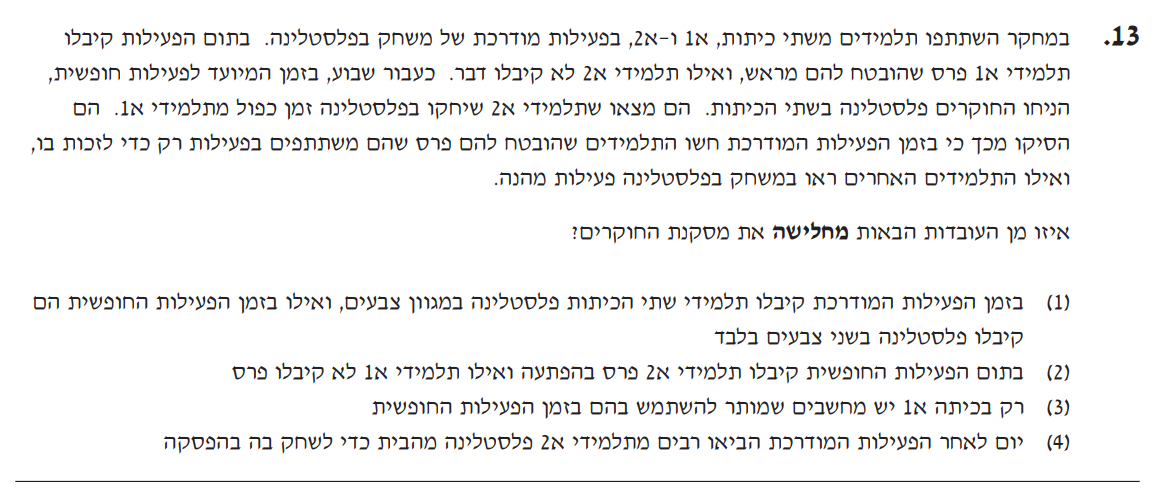 13. במחקר השתתפו תלמידים משתי כיתות, א1 ו-א2, בפעילות מודרכת של משחק בפלסטלינה. בתום הפעילות קיבלו
תלמידי א1 פרס שהובטח להם מראש, ואילו תלמידי א2 לא קיבלו דבר. כעבור שבוע, בזמן המיועד לפעילות חופשית,
הניחו החוקרים פלסטלינה בשתי הכיתות. הם מצאו שתלמידי א2 שיחקו בפלסטלינה זמן כפול מתלמידי א1. הם
הסיקו מכך כי בזמן הפעילות המודרכת חשו התלמידים שהובטח להם פרס שהם משתתפים בפעילות רק כדי לזכות בו,
ואילו התלמידים האחרים ראו במשחק בפלסטלינה פעילות מהנה.
איזו מן העובדות הבאות מחלישה את מסקנת החוקרים?
(1) בזמן הפעילות המודרכת קיבלו תלמידי שתי הכיתות פלסטלינה במגוון צבעים, ואילו בזמן הפעילות החופשית הם
קיבלו פלסטלינה בשני צבעים בלבד
(2) בתום הפעילות החופשית קיבלו תלמידי א2 פרס בהפתעה ואילו תלמידי א1 לא קיבלו פרס
(3) רק בכיתה א1 יש מחשבים שמותר להשתמש בהם בזמן הפעילות החופשית
(4) יום לאחר הפעילות המודרכת הביאו רבים מתלמידי א2 פלסטלינה מהבית כדי לשחק בה בהפסקה